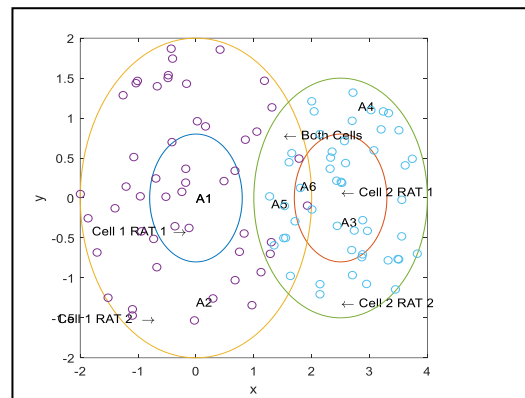 2
1.5
A4
1
← Both Cells
0.5
A6
← Cell 2 RAT 1
y
0
A1
A5
A3
Cell 1 RAT 1 →
-0.5
-1
A2
← Cell 2 RAT 2
-1.5
Cell 1 RAT 2 →
-2
-2 -1 0 1 2 3 4
x